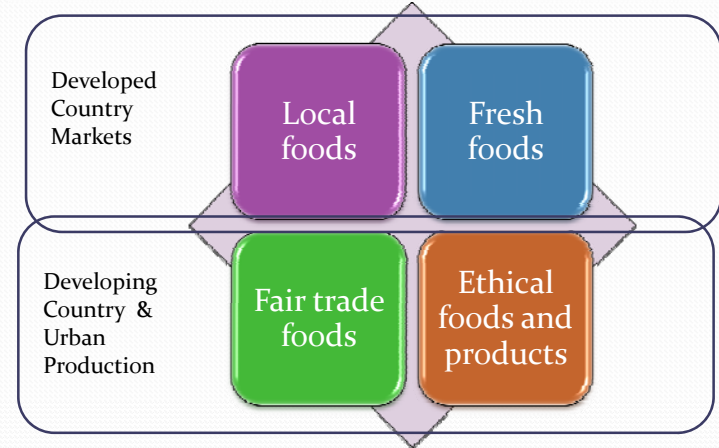 Developed
Country
Markets
Local
foods
Fresh
foods
Developing
Country &
Urban
Production
Fair trade
foods
Ethical
foods and
products